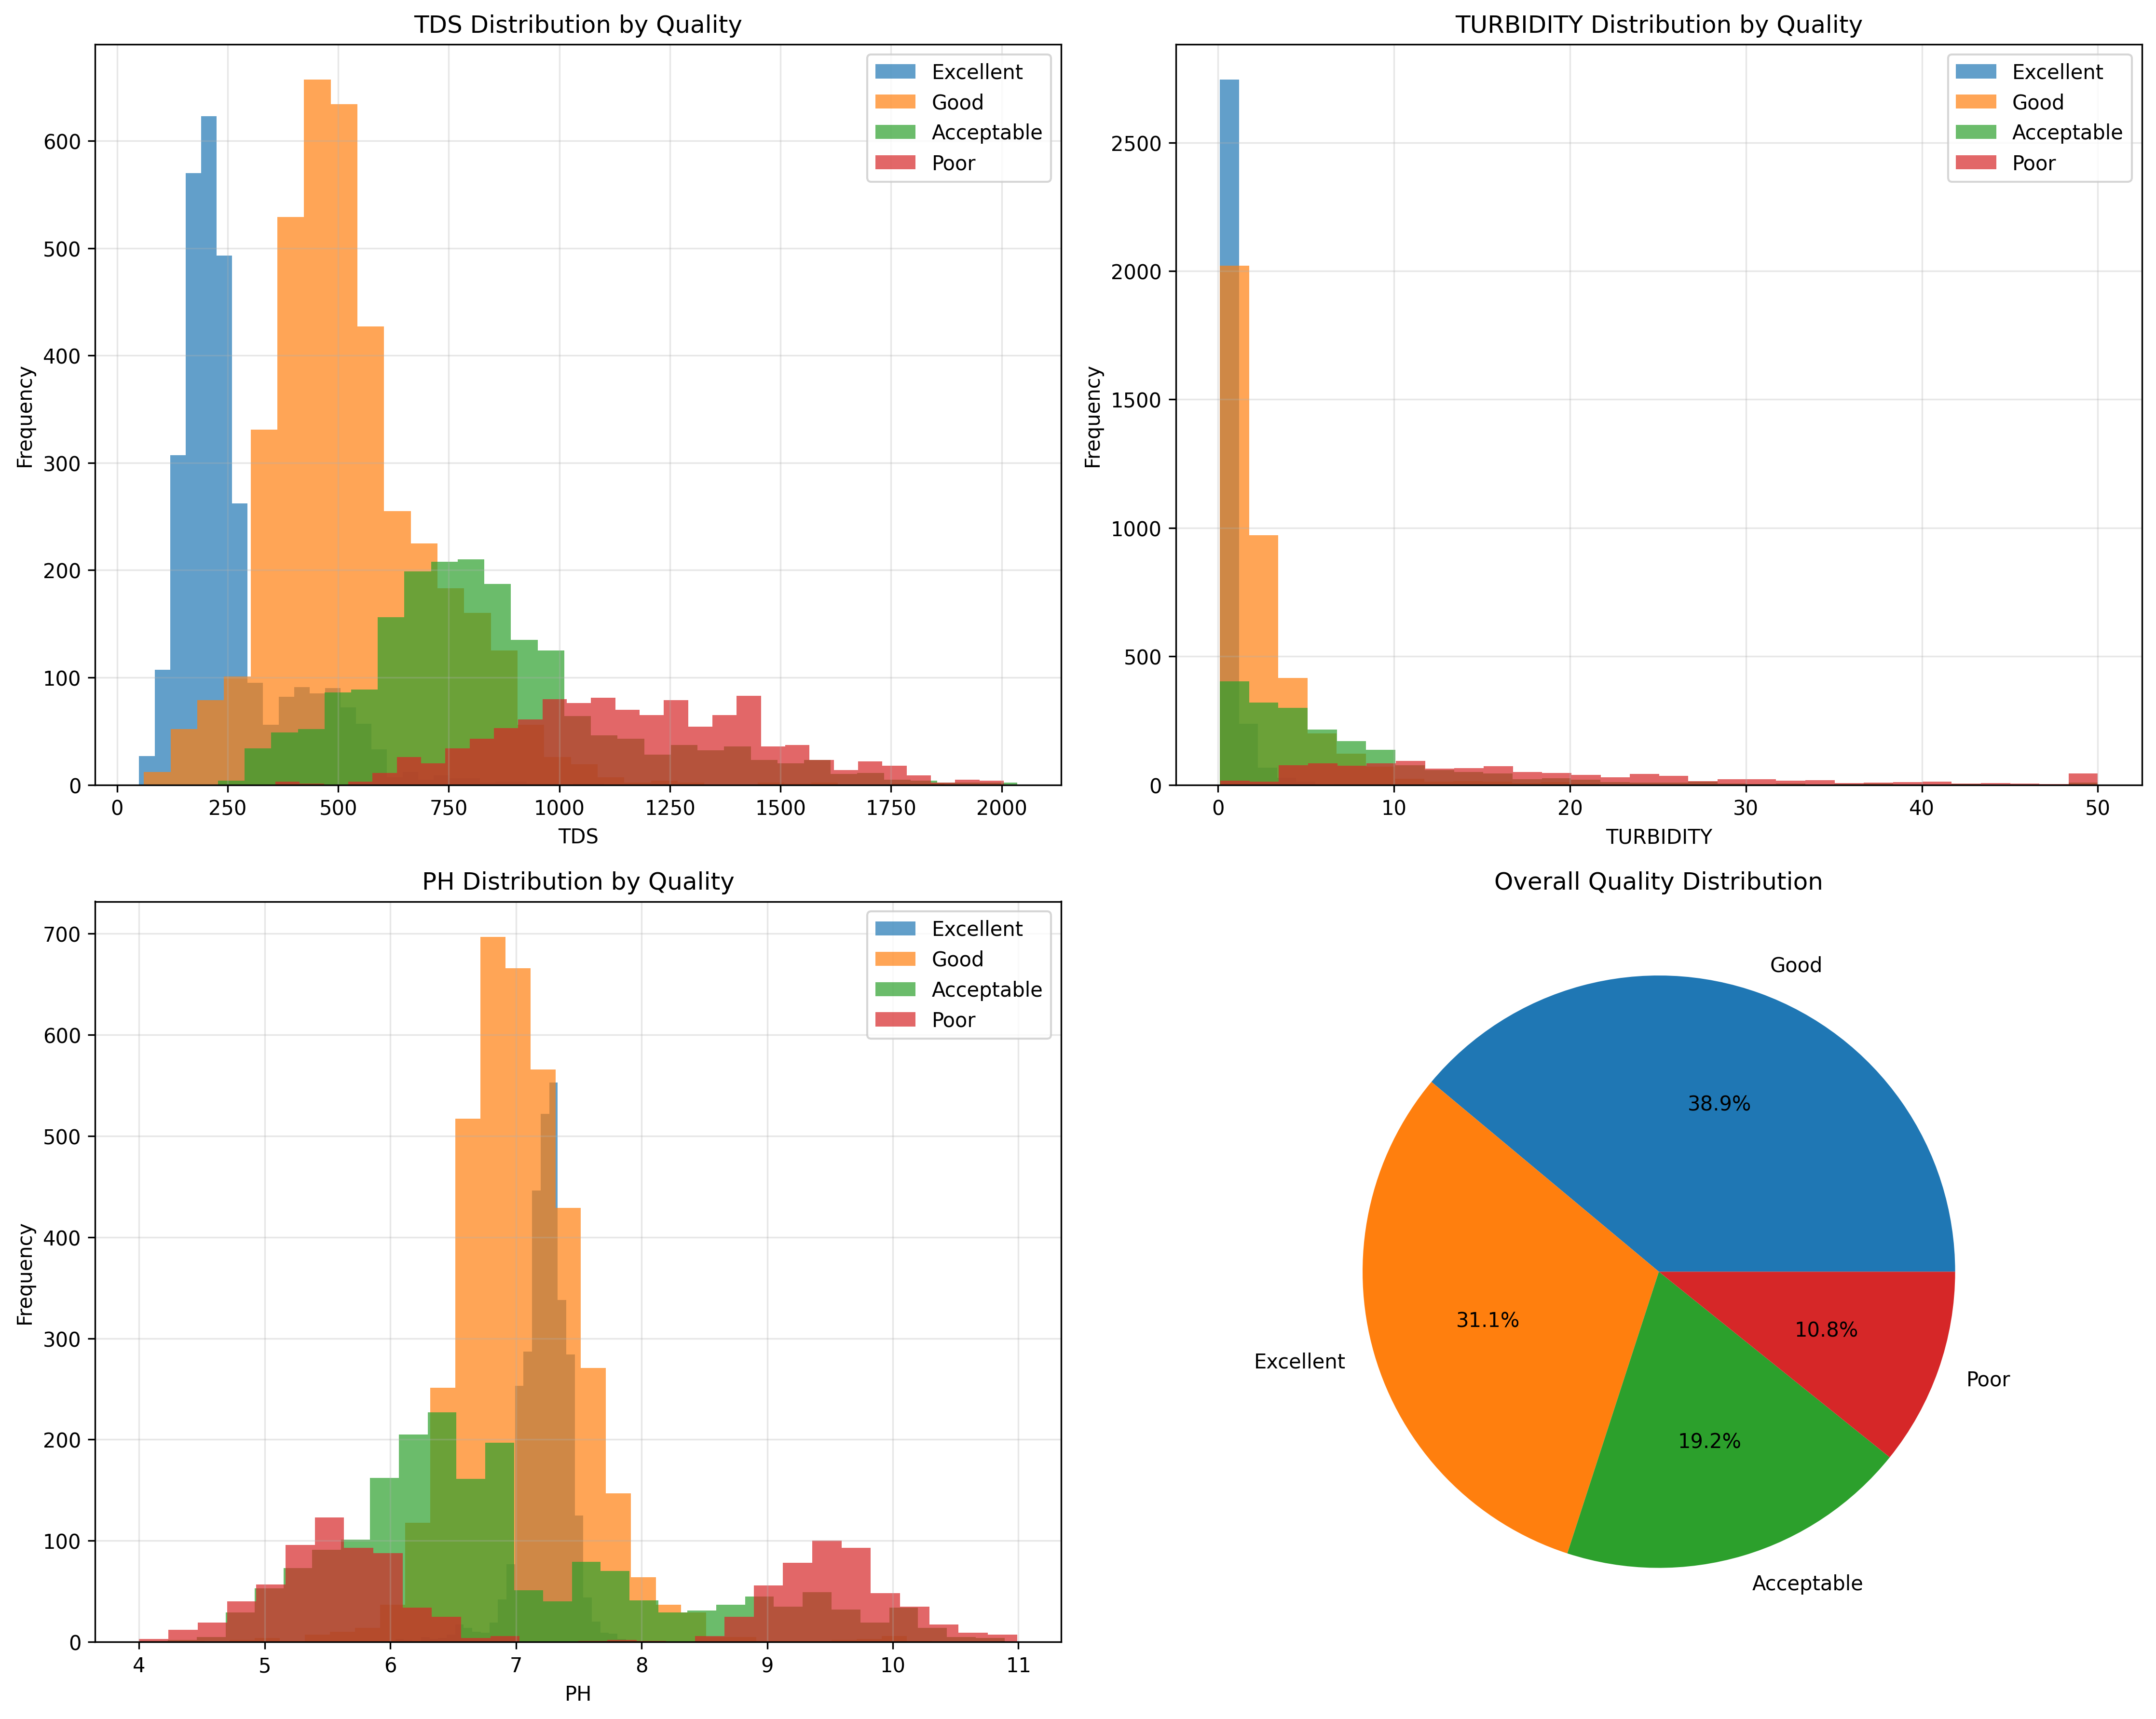 TDS Distribution by Quality
Frequency
600
500
400
300
200
100
0
0 250 500 750 1000 1250 1500 1750 2000
TDS
Excellent
Good
Acceptable
Poor
TURBIDITY Distribution by Quality
Frequency
2500
2000
1500
1000
500
0
0 10 20 30 40 50
TURBIDITY
Excellent
Good
Acceptable
Poor
PH Distribution by Quality
Frequency
700
600
500
400
300
200
100
0
4 5 6 7 8 9 10 11
PH
Excellent
Good
Acceptable
Poor
Overall Quality Distribution
Good
38.9%
31.1%
Excellent
10.8%
Poor
19.2%
Acceptable